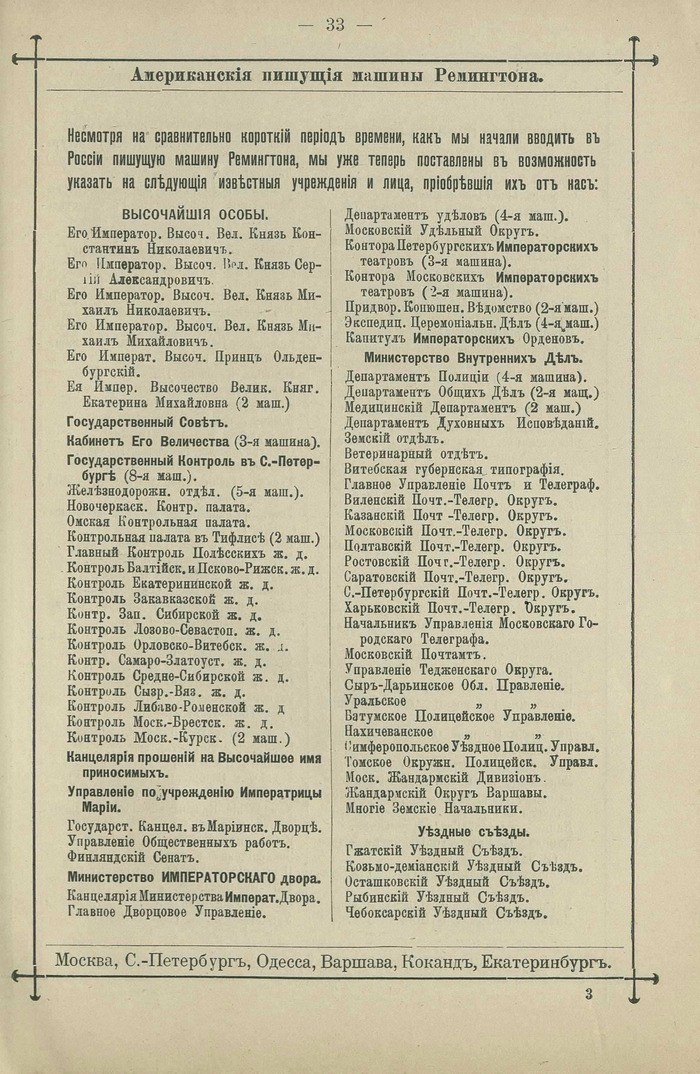 — 33 —
Американскія пишущія машины Ремингтона.
Несмотря на сравнительно короткій періодъ времени, какъ мы начали вводить въ
Россіи пишущую машину Ремингтона, мы уже теперь поставлены въ возможность
указать на слѣдующія извѣстныя учрежденія и лица, пріобрѣвшія ихъ отъ насъ:
ВЫСОЧАЙШІЯ ОСОБЫ.
Его Император. Высоч. Вел. Князь Кон-
стантинъ Николаевичъ.
Его Император. Высоч. Вел. Князь Сер-
гій Александровичъ.
Его Император. Высоч. Вел. Князь Ми-
хаилъ Николаевичъ.
Его Император. Высоч. Вел. Князь Ми-
хаилъ Михайловичъ.
Его Императ. Высоч. Принцъ Ольден-
бургскій.
Ея Импер. Высочество Велик. Княг.
Екатерина Михайловна (2 маш.)
Государственный Совѣтъ.
Кабинетъ Его Величества (3-я машина).
Государственный Контроль въ С.-Петер-
бургѣ (8-я маш.).
Желѣзнодорожн. отдѣл. (5-я маш.).
Новочеркаск. Контр. палата.
Омская Контрольная палата.
Контрольная палата въ Тифлисѣ (2 маш.)
Главный Контроль Полѣсскихъ ж. д.
Контроль Балтійск. и Псково-Рижск. ж. д.
Контроль Екатерининской ж. д.
Контроль Закавказской ж. д.
Контр. Зап. Сибирской ж. д.
Контроль Лозово-Севастоп. ж. д.
Контроль Орловско-Витебск. ж. д.
Контр. Самаро-Златоуст. ж. д.
Контроль Средне-Сибирской ж. д.
Контроль Сызр.-Вяз. ж. д.
Контроль Либаво-Роменской ж. д
Контроль Моск.-Брестск. ж. д.
Контроль Моск.-Курск. (2 маш.)
Канцелярія прошеній на Высочайшее имя
приносимыхъ.
Управленіе по учрежденію Императрицы
Маріи.
Государст. Канцел. въ Маріинск. Дворцѣ.
Управленіе Общественныхъ работъ.
Финляндскій Сенатъ.
Министерство ИМПЕРАТОРСКАГО двора.
Канцелярія Министерства Императ. Двора.
Главное Дворцовое Управленіе.
Департаментъ удѣловъ (4-я маш.).
Московскій Удѣльный Округъ.
Контора Петербургскихъ Императорскихъ
театровъ (3-я машина).
Контора Московскихъ Императорскихъ
театровъ (2-я машина).
Придвор. Конюшен. Вѣдомство (2-я маш.)
Экспедиц. Церемоніальн. Дѣлъ (4-я маш.)
Капитулъ Императорскихъ Орденовъ.
Министерство Внутреннихъ Дѣлъ.
Департаментъ Полиціи (4-я машина).
Департаментъ Общихъ Дѣлъ (2-я мащ.)
Медицинскій Департаментъ (2 маш.)
Департаментъ Духовныхъ Исповѣданій.
Земскій отдѣлъ.
Ветеринарный отдѣтъ.
Витебская губернская типографія.
Главное Управленіе Почтъ и Телеграф.
Виленскій Почт.-Телегр. Округъ.
Казанскій Почт -Телегр. Округъ.
Московскій Почт.-Телегр. Округъ.
Полтавскій Почт.-Телегр. Округъ.
Ростовскій Почт.-Телегр. Округъ.
Саратовскій Почт.-Телегр. Округъ.
С.-Петербургскій Почт.-Телегр. Округъ.
Харьковскій Почт.-Телегр. Округъ.
Начальникъ Управленія Московскаго Го-
родскаго Телеграфа.
Московскій Почтамтъ.
Управленіе Тедженскаго Округа.
Сыръ-Дарьинское Обл. Правленіе.
Уральское „ „
Батумское Полицейское Управленіе.
Нахичеванское „ „
Симферопольское Уѣздное Полиц. Управл.
Томское Окружн. Полицейск. Управл.
Моск. Жандармскій Дивизіонъ.
Жандармскій Округъ Варшавы.
Многіе Земскіе Начальники.
Уѣздные съѣзды.
Гжатскій Уѣздный Съѣздъ.
Козьмо-деміанскій Уѣздный Съѣздъ.
Осташковскій Уѣздный Съѣздъ.
Рыбинскій Уѣздный Съѣздъ.
Чебоксарскій Уѣздный Съѣздъ.
Москва, С.-Петербургъ, Одесса, Варшава, Кокандъ, Екатеринбургъ.
3